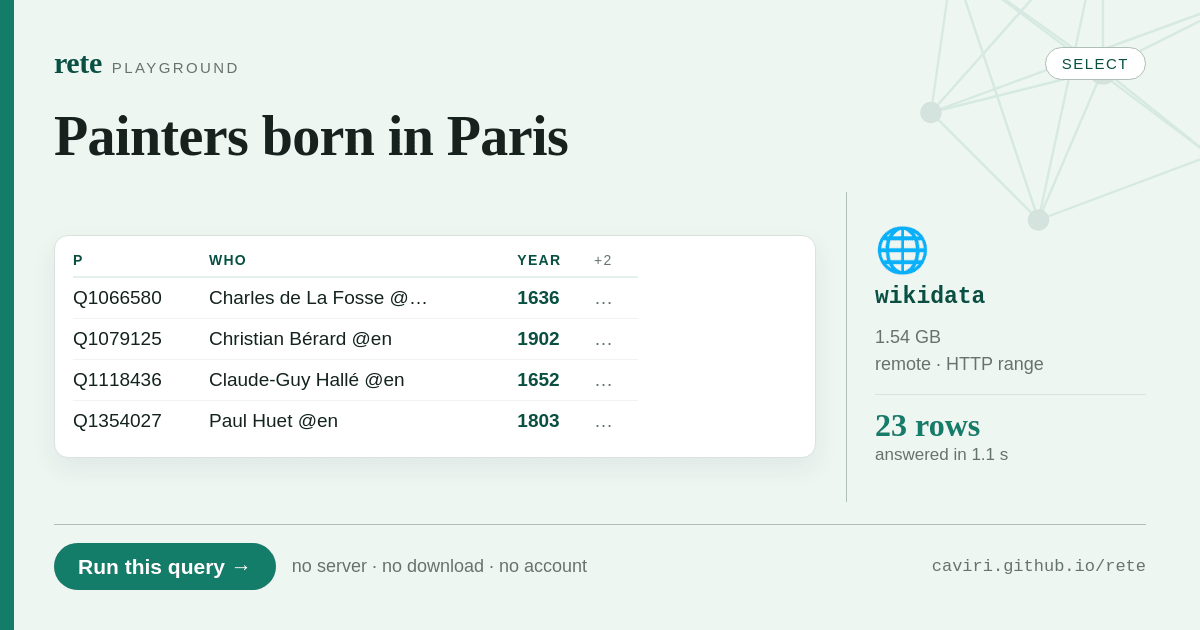 rete PLAYGROUND
SELECT
Painters born in Paris
P WHO YEAR +2
Q1066580 Charles de La Fosse @… 1636 …
Q1079125 Christian Bérard @en 1902 …
Q1118436 Claude-Guy Hallé @en 1652 …
Q1354027 Paul Huet @en 1803 …
wikidata
1.54 GB
remote · HTTP range
23 rows
answered in 1.1 s
Run this query →
no server · no download · no account
caviri.github.io/rete